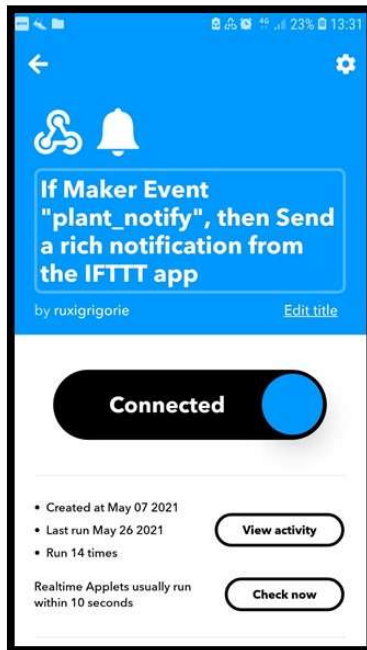 23% 13:31
If Maker Event
"plant_notify", then Send
a rich notification from
the IFTTT app
by ruxigrigorie Edit title
Connected
• Created at May 07 2021
• Last run May 26 2021 View activity
• Run 14 times
Realtime Applets usually run
within 10 seconds Check now